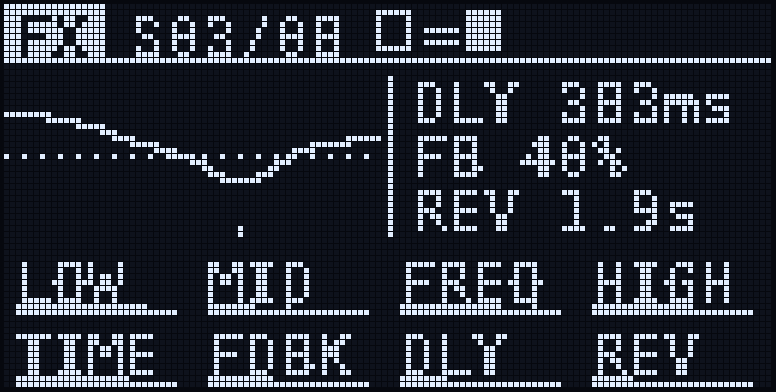 FX S03/08 □=■
DLY 383ms
FB 40%
REV 1.9s
LOW MID FREQ HIGH
TIME FDBK DLY REV